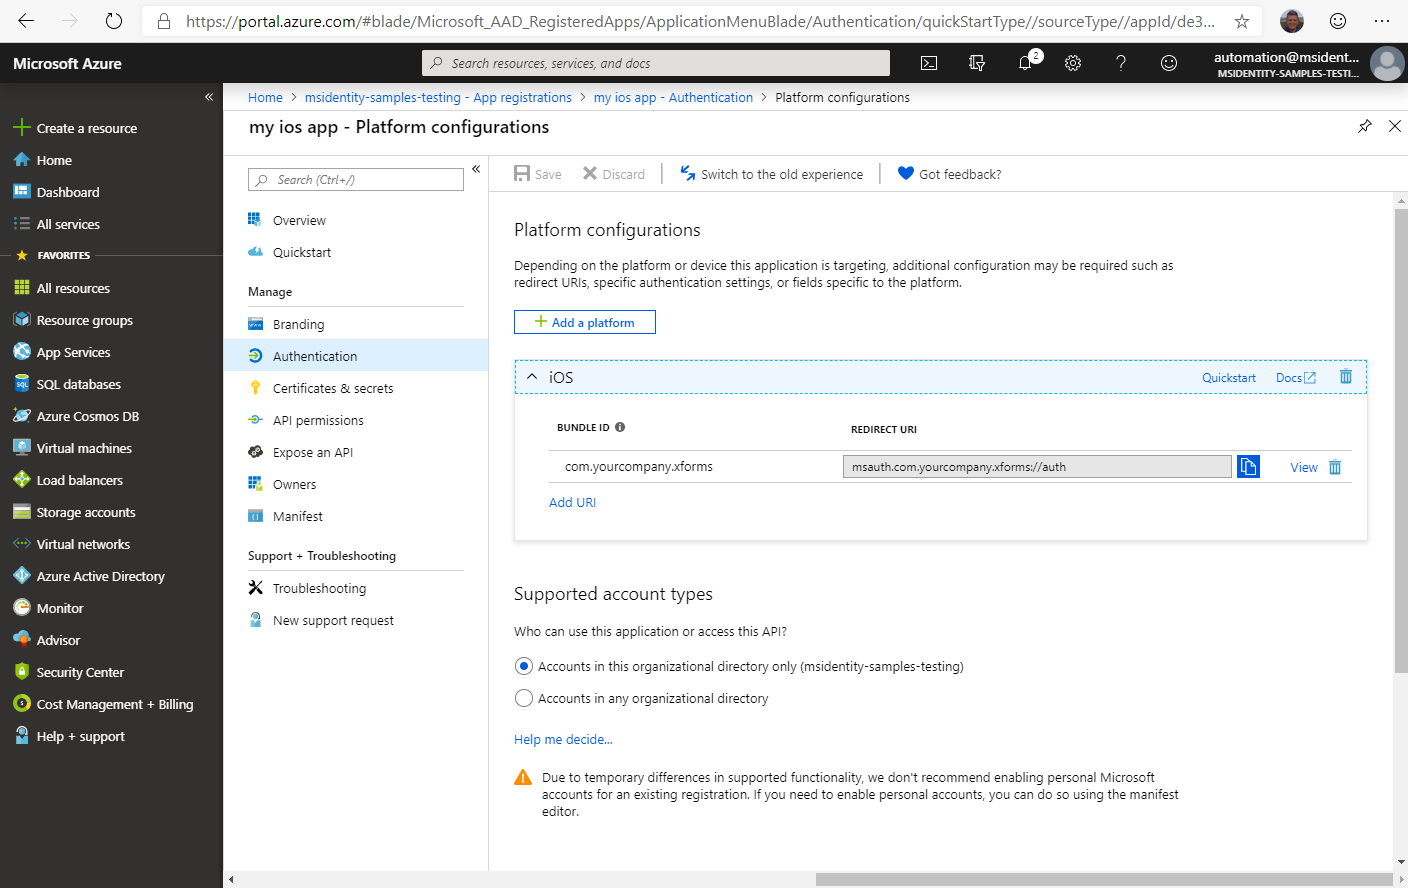 https://portal.azure.com/#blade/Microsoft_AAD_RegisteredApps/ApplicationMenuBlade/Authentication/quickStartType//sourceType//appId/de3...
Microsoft Azure
Search resources, services, and docs
2
automation@msident...
MSIDENTITY-SAMPLES-TESTI...
Home > msidentity-samples-testing - App registrations > my ios app - Authentication > Platform configurations
my ios app - Platform configurations
Create a resource
Home
Dashboard
All services
FAVORITES
All resources
Resource groups
App Services
SQL databases
Azure Cosmos DB
Virtual machines
Load balancers
Storage accounts
Virtual networks
Azure Active Directory
Monitor
Advisor
Security Center
Cost Management + Billing
Help + support
Search (Ctrl+/)
Overview
Quickstart
Manage
Branding
Authentication
Certificates & secrets
API permissions
Expose an API
Owners
Manifest
Support + Troubleshooting
Troubleshooting
New support request
Save
Discard
Switch to the old experience
Got feedback?
Platform configurations
Depending on the platform or device this application is targeting, additional configuration may be required such as
redirect URIs, specific authentication settings, or fields specific to the platform.
Add a platform
iOS
Quickstart
Docs
BUNDLE ID
REDIRECT URI
com.yourcompany.xforms
msauth.com.yourcompany.xforms://auth
View
Add URI
Supported account types
Who can use this application or access this API?
Accounts in this organizational directory only (msidentity-samples-testing)
Accounts in any organizational directory
Help me decide...
Due to temporary differences in supported functionality, we don't recommend enabling personal Microsoft
accounts for an existing registration. If you need to enable personal accounts, you can do so using the manifest
editor.